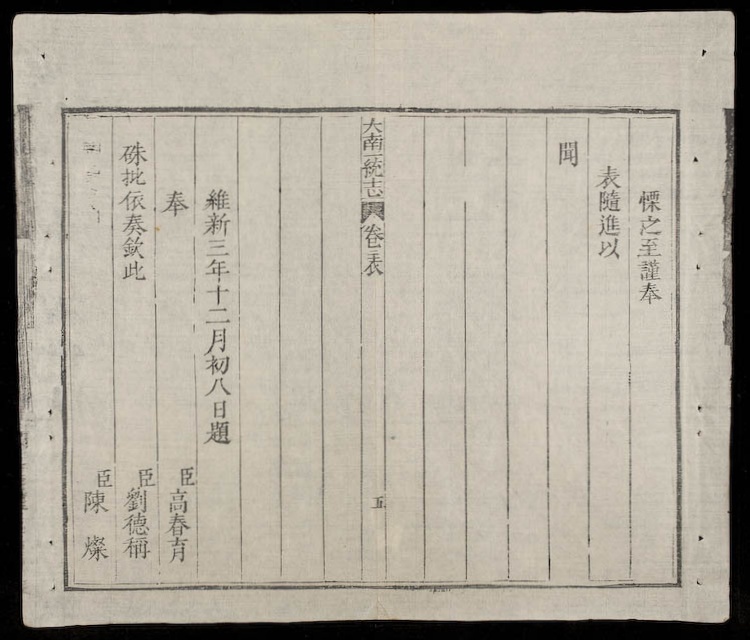 慄之至謹奉
表隨進以
聞
大南一統志 卷之 表
五
維新三年十二月初八日題
奉
臣高春育
硃批依奏欽此
臣劉德稱
臣陳燦